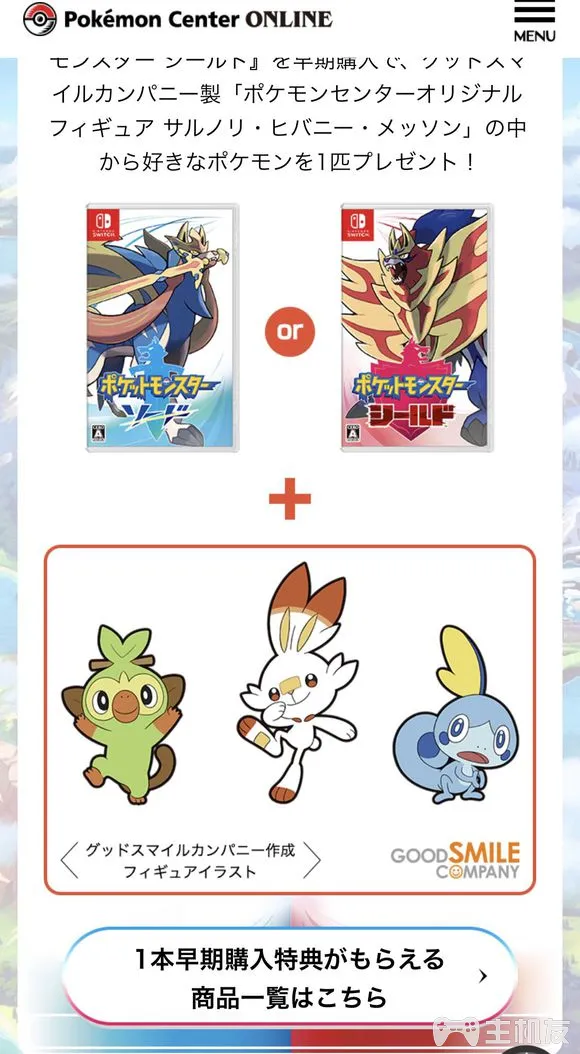 Pokémon Center ONLINE
MENU
モンスター シールド』を早期購入で、グッドスマ
イルカンパニー製「ポケモンセンターオリジナル
フィギュア サルノリ・ヒバニー・メッソン」の中
から好きなポケモンを1匹プレゼント！
NINTENDO
SWITCH
NINTENDO
SWITCH
or
ポケットモンスター
ソード
ポケットモンスター
シールド
A
A
+
グッドスマイルカンパニー作成
フィギュアイラスト
GOOD SMILE
COMPANY
1本早期購入特典がもらえる
商品一覧はこちら
主机友